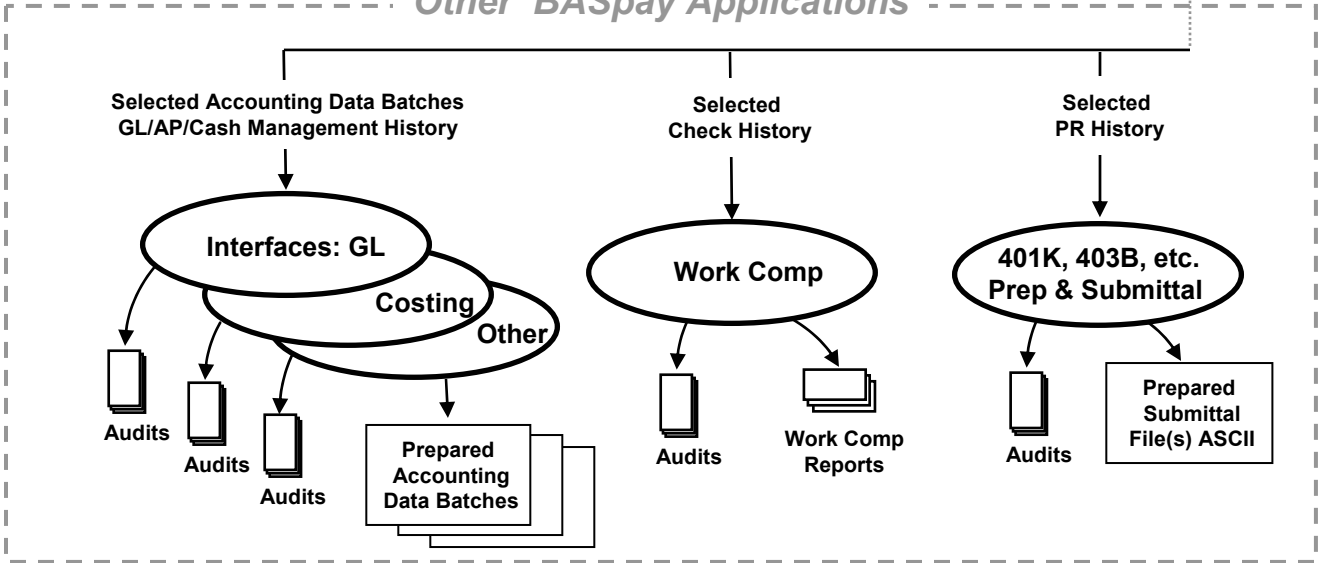 Other BASpay Applications
Selected Accounting Data Batches
GL/AP/Cash Management History
Selected
Check History
Selected
PR History
Interfaces: GL
Costing
Other
Audits
Audits
Audits
Prepared
Accounting
Data Batches
Work Comp
Audits
Work Comp
Reports
401K, 403B, etc.
Prep & Submittal
Audits
Prepared
Submittal
File(s) ASCII